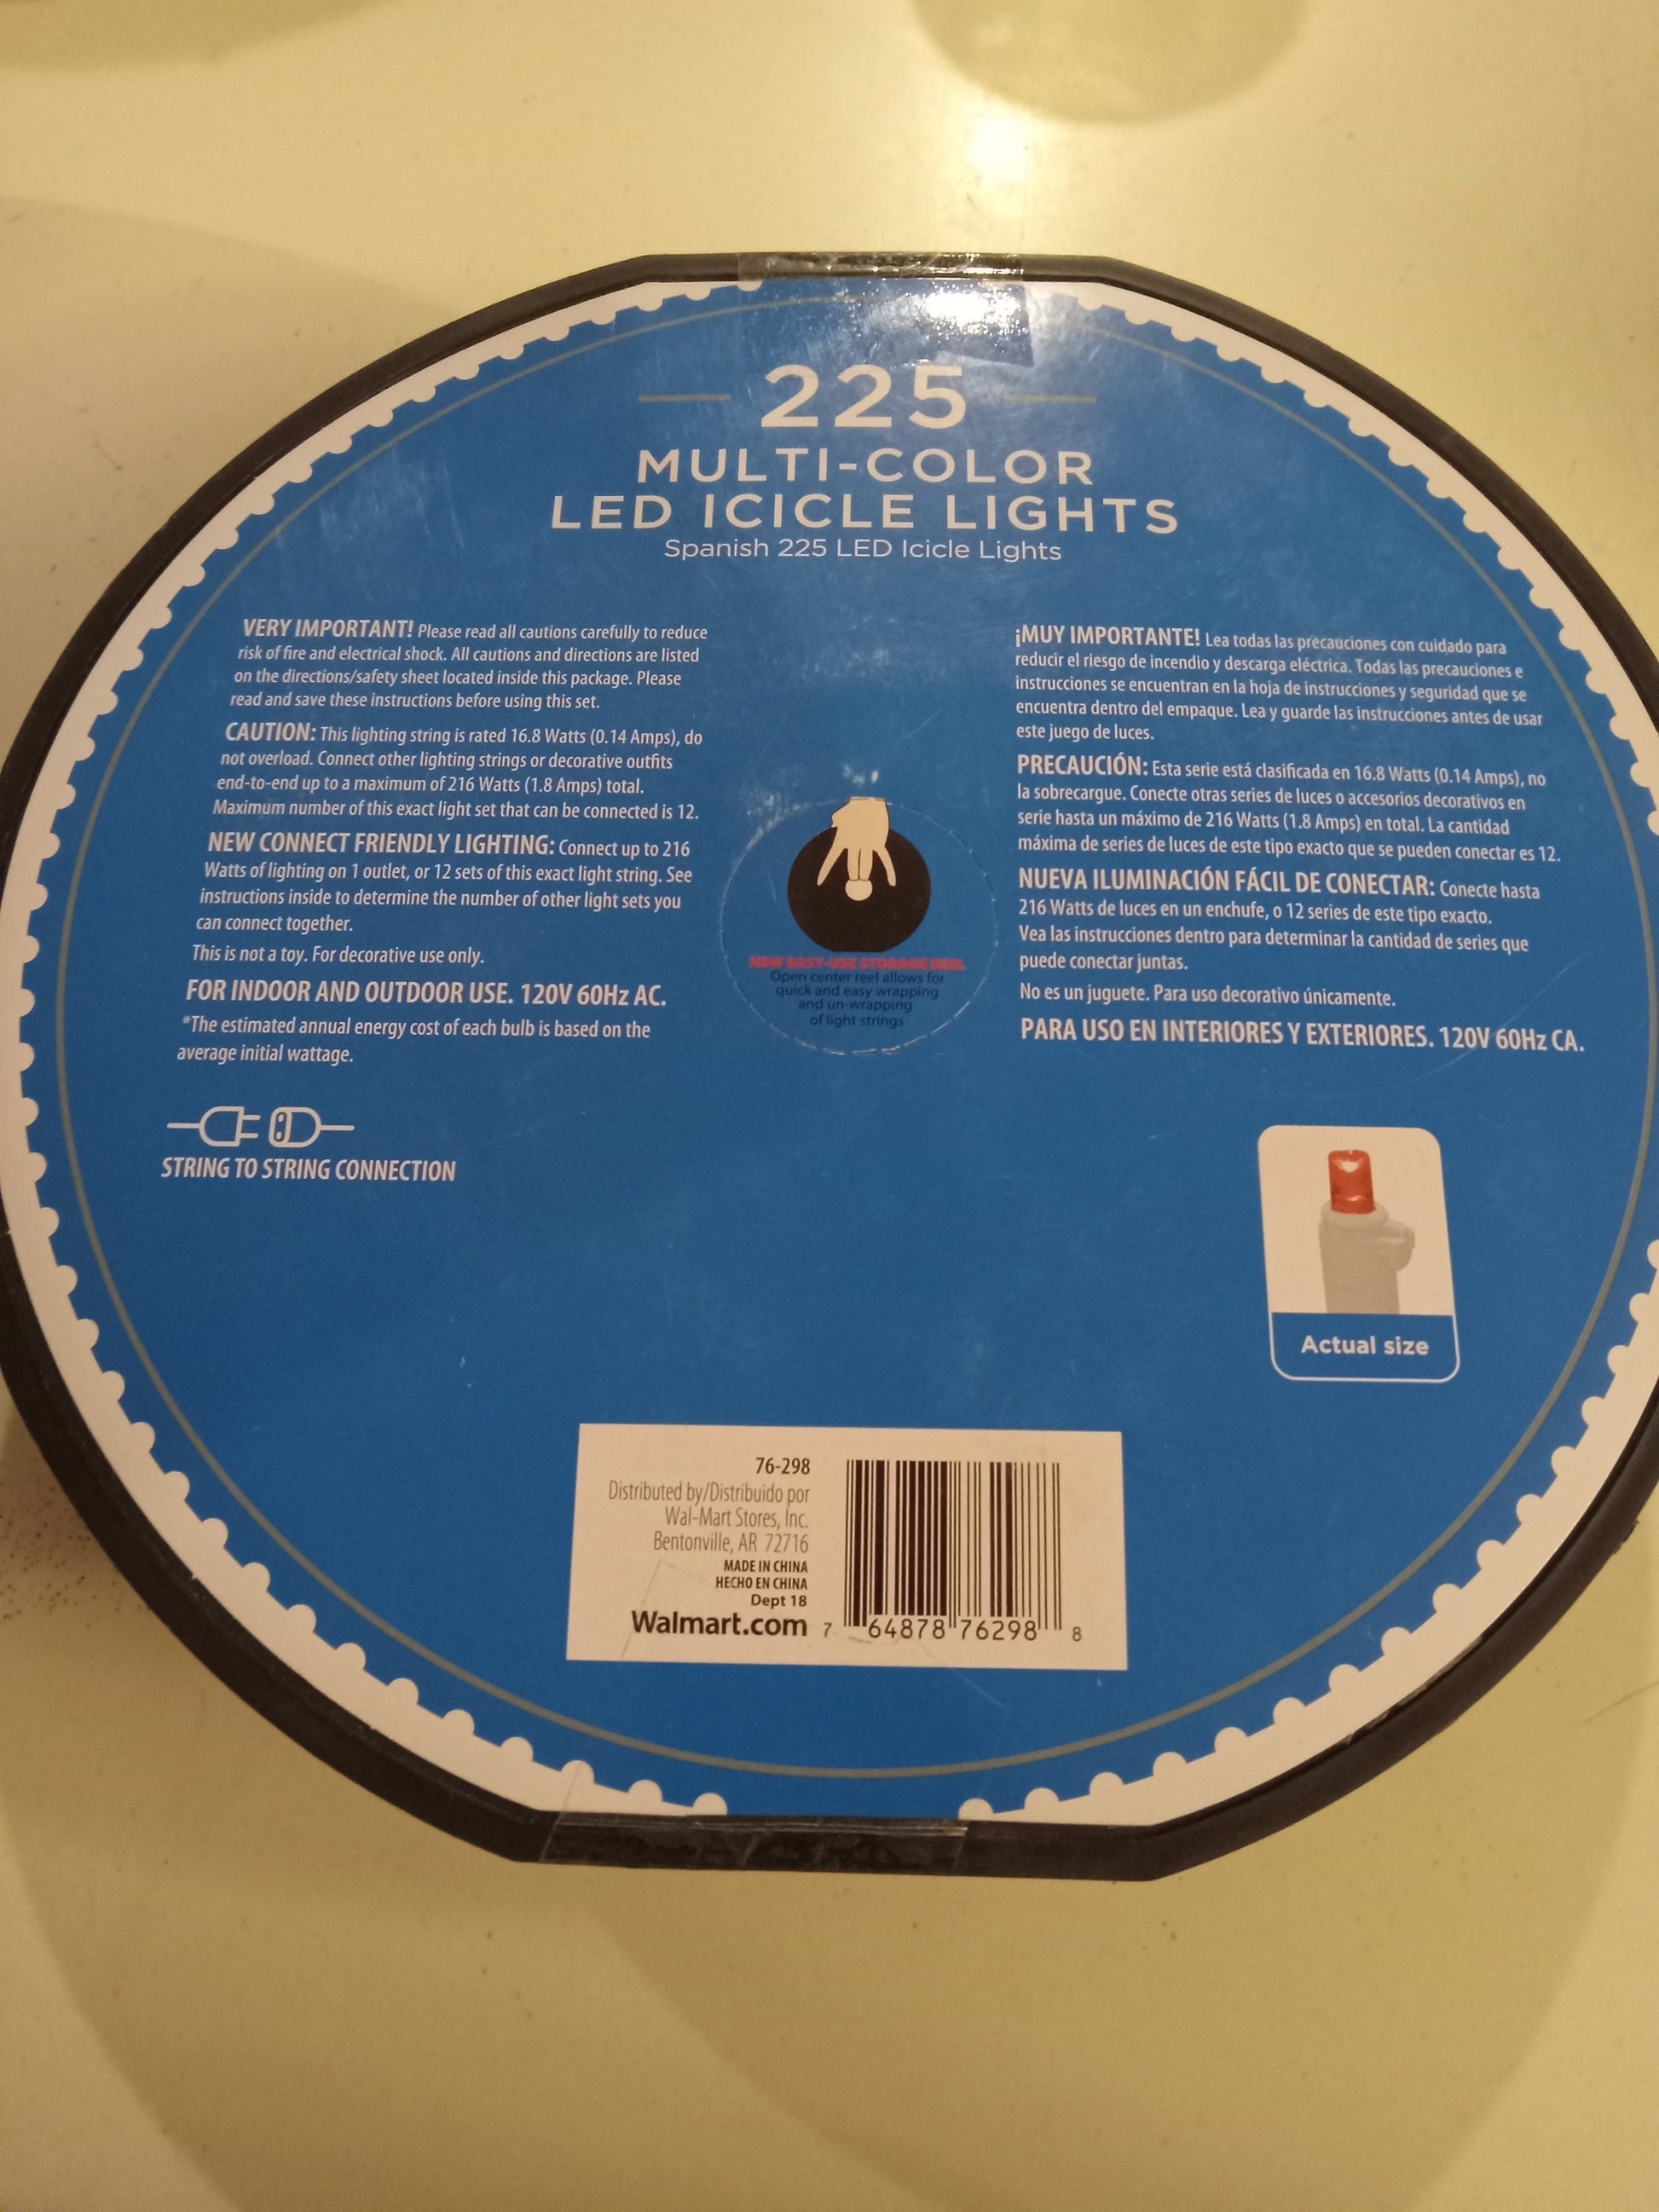 225
MULTI-COLOR
LED ICICLE LIGHTS
Spanish 225 LED Icicle Lights
VERY IMPORTANT! Please read all cautions carefully to reduce
risk of fire and electrical shock. All cautions and directions are listed
on the directions/safety sheet located inside this package. Please
read and save these instructions before using this set.
CAUTION: This lighting string is rated 16.8 Watts (0.14 Amps), do
not overload. Connect other lighting strings or decorative outfits
end-to-end up to a maximum of 216 Watts (1.8 Amps) total.
Maximum number of this exact light set that can be connected is 12.
NEW CONNECT FRIENDLY LIGHTING: Connect up to 216
Watts of lighting on 1 outlet, or 12 sets of this exact light string. See
instructions inside to determine the number of other light sets you
can connect together.
This is not a toy. For decorative use only.
FOR INDOOR AND OUTDOOR USE. 120V 60Hz AC.
*The estimated annual energy cost of each bulb is based on the
average initial wattage.
STRING TO STRING CONNECTION
NEW EASY-USE STORAGE REEL
Open center reel allows for
quick and easy wrapping
and un-wrapping
of light strings
¡MUY IMPORTANTE! Lea todas las precauciones con cuidado para
reducir el riesgo de incendio y descarga eléctrica. Todas las precauciones e
instrucciones se encuentran en la hoja de instrucciones y seguridad que se
encuentra dentro del empaque. Lea y guarde las instrucciones antes de usar
este juego de luces.
PRECAUCIÓN: Esta serie está clasificada en 16.8 Watts (0.14 Amps), no
la sobrecargue. Conecte otras series de luces o accesorios decorativos en
serie hasta un máximo de 216 Watts (1.8 Amps) en total. La cantidad
máxima de series de luces de este tipo exacto que se pueden conectar es 12.
NUEVA ILUMINACIÓN FÁCIL DE CONECTAR: Conecte hasta
216 Watts de luces en un enchufe, o 12 series de este tipo exacto.
Vea las instrucciones dentro para determinar la cantidad de series que
puede conectar juntas.
No es un juguete. Para uso decorativo únicamente.
PARA USO EN INTERIORES Y EXTERIORES. 120V 60Hz CA.
Actual size
76-298
Distributed by/Distribuido por
Wal-Mart Stores, Inc.
Bentonville, AR 72716
MADE IN CHINA
HECHO EN CHINA
Dept 18
Walmart.com
7 64878 76298 8